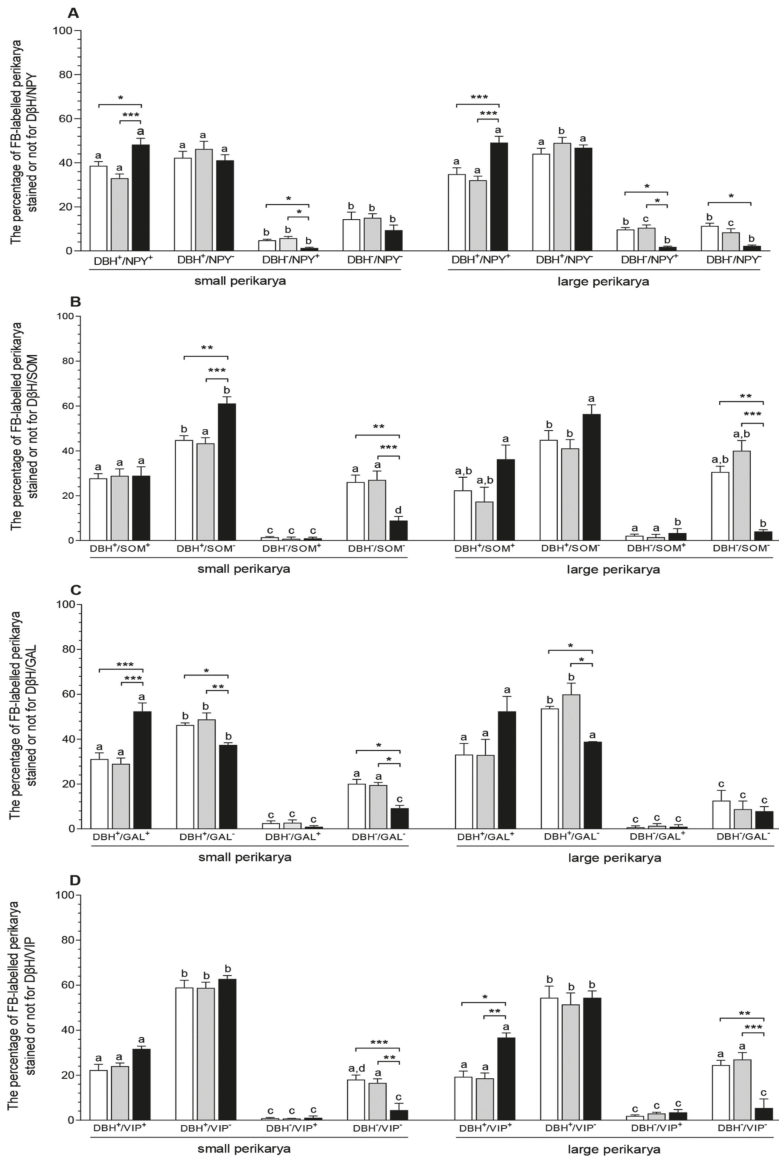 A
The percentage of FB-labelled perikarya
stained or not for DβH/NPY
100
80
60
40
20
0
* *** a a a
a a a
* * b b b
b b b
*** *** a a a
a b a
* * b c b
* b c b
DBH⁺/NPY⁺ DBH⁺/NPY⁻ DBH⁻/NPY⁺ DBH⁻/NPY⁻ DBH⁺/NPY⁺ DBH⁺/NPY⁻ DBH⁻/NPY⁺ DBH⁻/NPY⁻
small perikarya large perikarya
B
The percentage of FB-labelled perikarya
stained or not for DβH/SOM
100
80
60
40
20
0
a a a
** *** b a b
c c c
** *** a a d
a,b a,b a
a a a
a a b
** *** a,b a,b b
DBH⁺/SOM⁺ DBH⁺/SOM⁻ DBH⁻/SOM⁺ DBH⁻/SOM⁻ DBH⁺/SOM⁺ DBH⁺/SOM⁻ DBH⁻/SOM⁺ DBH⁻/SOM⁻
small perikarya large perikarya
C
The percentage of FB-labelled perikarya
stained or not for DβH/GAL
100
80
60
40
20
0
*** *** a a a
* ** b b b
c c c
* * a a c
a a a
* * b b a
c c c
c c c
DBH⁺/GAL⁺ DBH⁺/GAL⁻ DBH⁻/GAL⁺ DBH⁻/GAL⁻ DBH⁺/GAL⁺ DBH⁺/GAL⁻ DBH⁻/GAL⁺ DBH⁻/GAL⁻
small perikarya large perikarya
D
The percentage of FB-labelled perikarya
stained or not for DβH/VIP
100
80
60
40
20
0
a a a
b b b
c c c
*** ** a,d a c
* ** a a a
b b b
c c c
** *** a a c
DBH⁺/VIP⁺ DBH⁺/VIP⁻ DBH⁻/VIP⁺ DBH⁻/VIP⁻ DBH⁺/VIP⁺ DBH⁺/VIP⁻ DBH⁻/VIP⁺ DBH⁻/VIP⁻
small perikarya large perikarya